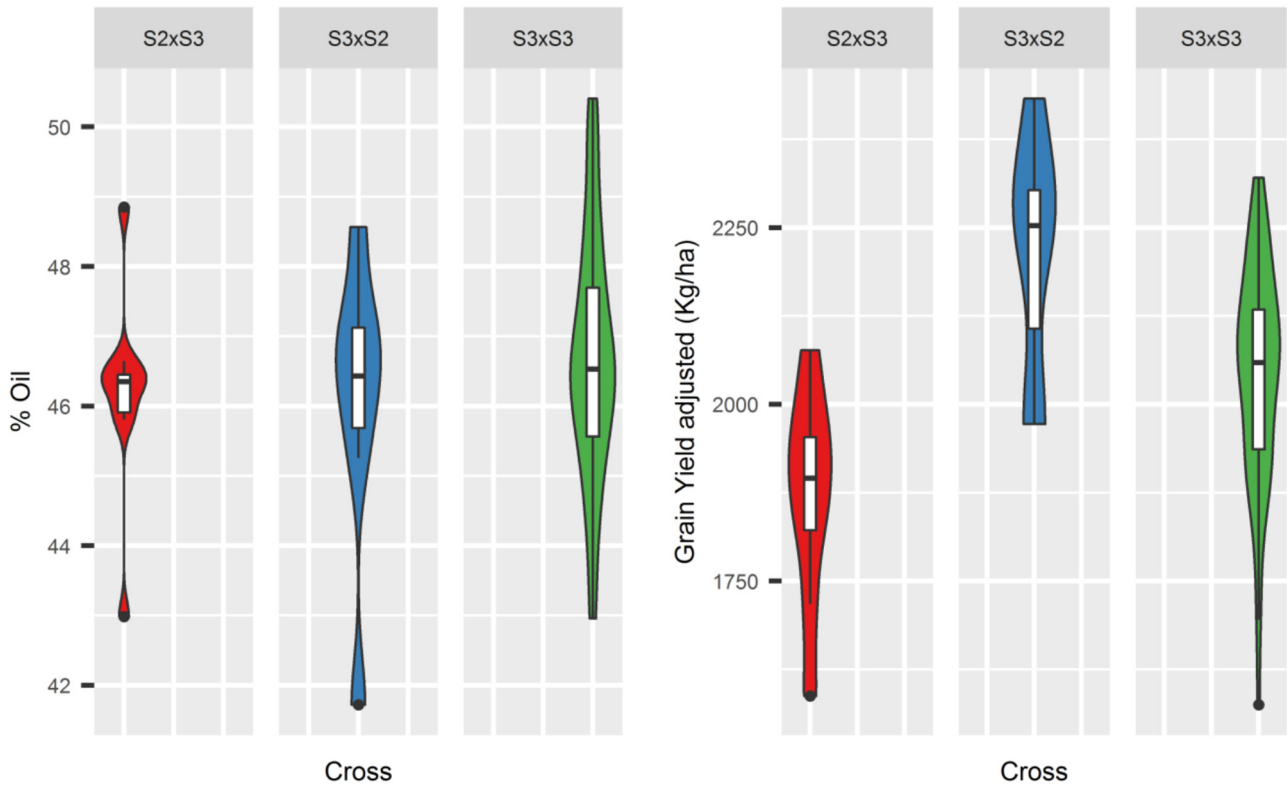 S2xS3
S3xS2
S3xS3
% Oil
50
48
46
44
42
Cross
S2xS3
S3xS2
S3xS3
Grain Yield adjusted (Kg/ha)
2250
2000
1750
Cross